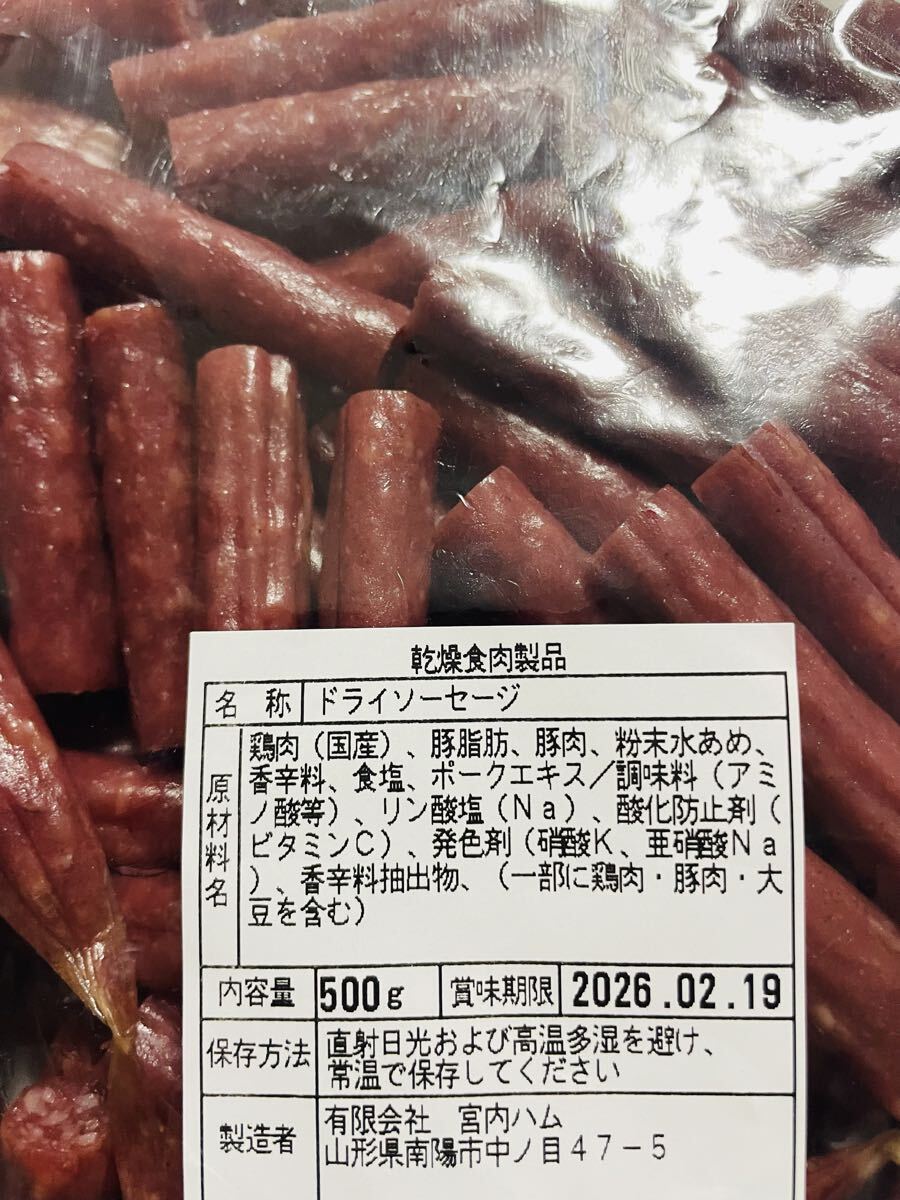 乾燥食肉製品
名 称 ドライソーセージ
原材料名
鶏肉（国産）、豚脂肪、豚肉、粉末水あめ、
香辛料、食塩、ポークエキス／調味料（アミ
ノ酸等）、リン酸塩（Ｎａ）、酸化防止剤（
ビタミンＣ）、発色剤（硝酸Ｋ、亜硝酸Ｎａ
）、香辛料抽出物、（一部に鶏肉・豚肉・大
豆を含む）
内容量 500g 賞味期限 2026.02.19
保存方法
直射日光および高温多湿を避け、
常温で保存してください
製造者
有限会社 宮内ハム
山形県南陽市中ノ目４７－５